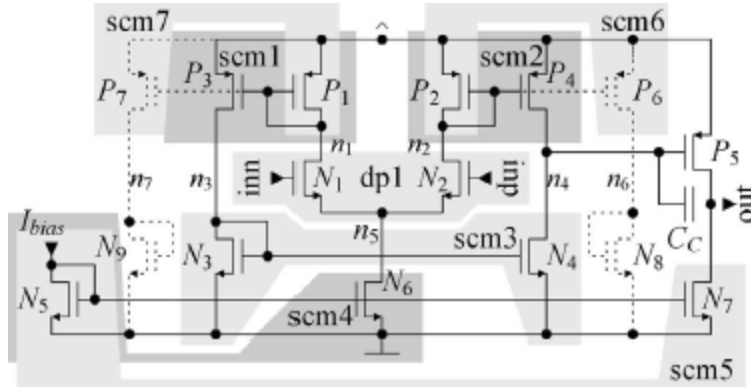 scm7
scm6
scm1
scm2
P7
P3
P1
P2
P4
P6
P5
n1
n2
n7
n3
inn
N1
dp1
N2
inp
n4
n6
out
Ibias
N9
N3
n5
scm3
N4
N8
CC
N5
N6
N7
scm4
scm5